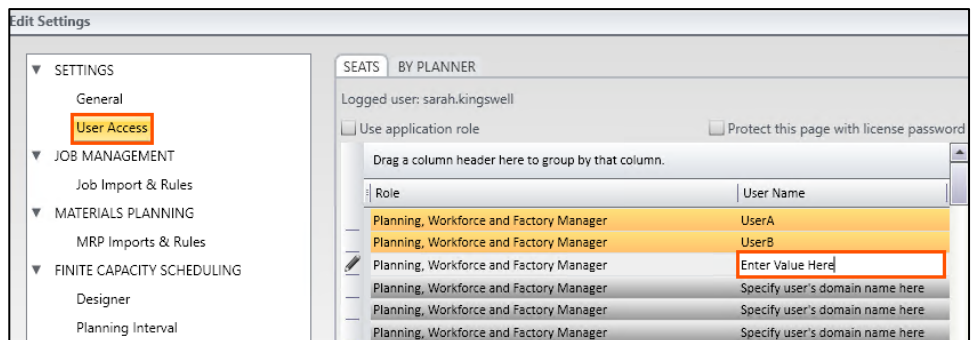 Edit Settings
SETTINGS
General
User Access
JOB MANAGEMENT
Job Import & Rules
MATERIALS PLANNING
MRP Imports & Rules
FINITE CAPACITY SCHEDULING
Designer
Planning Interval
SEATS BY PLANNER
Logged user: sarah.kingswell
Use application role Protect this page with license password
Drag a column header here to group by that column.
Role User Name
Planning, Workforce and Factory Manager UserA
Planning, Workforce and Factory Manager UserB
Planning, Workforce and Factory Manager Enter Value Here
Planning, Workforce and Factory Manager Specify user's domain name here
Planning, Workforce and Factory Manager Specify user's domain name here
Planning, Workforce and Factory Manager Specify user's domain name here